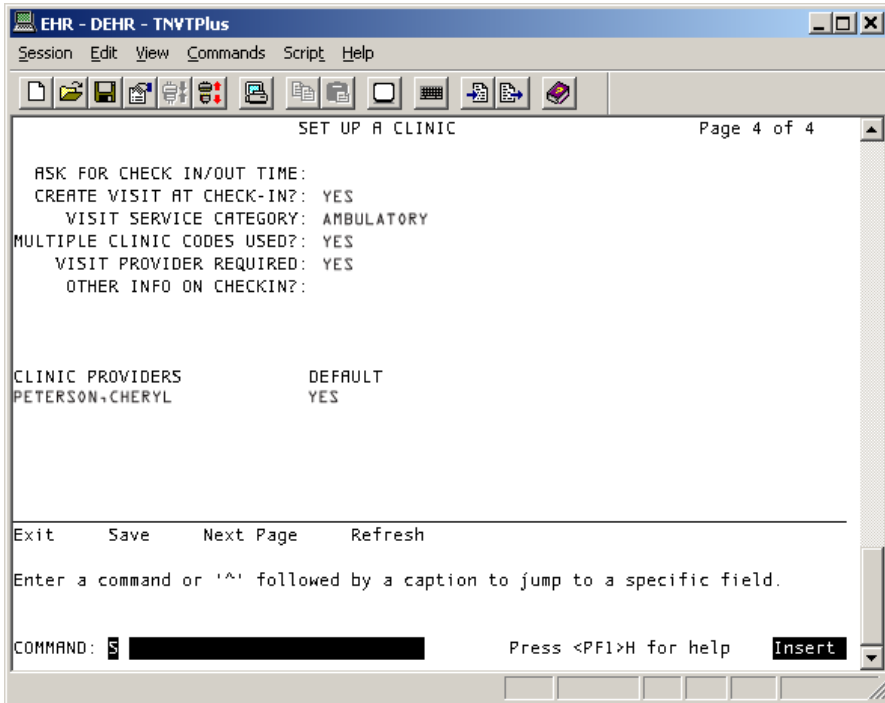 EHR - DEHR - TNVTPlus
Session Edit View Commands Script Help
SET UP A CLINIC Page 4 of 4
ASK FOR CHECK IN/OUT TIME:
CREATE VISIT AT CHECK-IN?: YES
VISIT SERVICE CATEGORY: AMBULATORY
MULTIPLE CLINIC CODES USED?: YES
VISIT PROVIDER REQUIRED: YES
OTHER INFO ON CHECKIN?:
CLINIC PROVIDERS DEFAULT
PETERSON,CHERYL YES
Exit Save Next Page Refresh
Enter a command or '^' followed by a caption to jump to a specific field.
COMMAND: S Press <PF1>H for help Insert